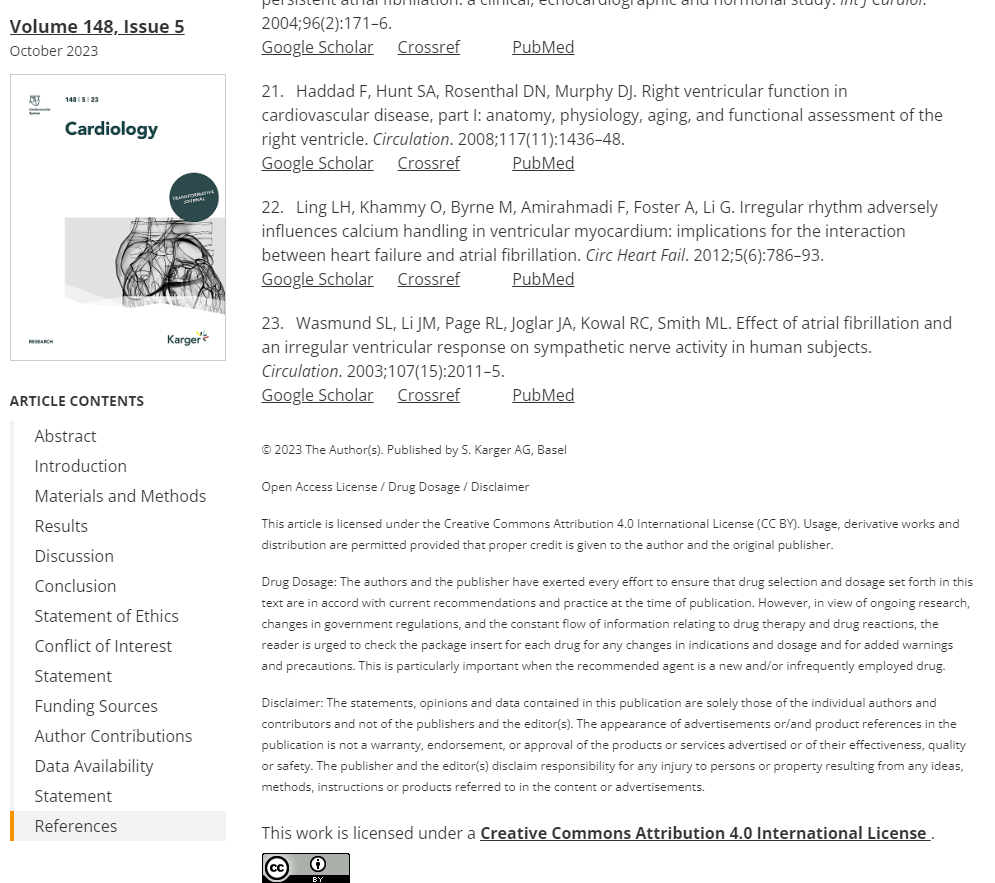 Volume 148, Issue 5
October 2023
148 | 5 | 23
Cardiovascular
System
Cardiology
TRANSFORMATIVE
JOURNAL
RESEARCH
Karger
ARTICLE CONTENTS
Abstract
Introduction
Materials and Methods
Results
Discussion
Conclusion
Statement of Ethics
Conflict of Interest
Statement
Funding Sources
Author Contributions
Data Availability
Statement
References
persistent atrial fibrillation: a clinical, echocardiographic and hormonal study. Int J Cardiol.
2004;96(2):171–6.
Google Scholar Crossref PubMed
21. Haddad F, Hunt SA, Rosenthal DN, Murphy DJ. Right ventricular function in
cardiovascular disease, part I: anatomy, physiology, aging, and functional assessment of the
right ventricle. Circulation. 2008;117(11):1436–48.
Google Scholar Crossref PubMed
22. Ling LH, Khammy O, Byrne M, Amirahmadi F, Foster A, Li G. Irregular rhythm adversely
influences calcium handling in ventricular myocardium: implications for the interaction
between heart failure and atrial fibrillation. Circ Heart Fail. 2012;5(6):786–93.
Google Scholar Crossref PubMed
23. Wasmund SL, Li JM, Page RL, Joglar JA, Kowal RC, Smith ML. Effect of atrial fibrillation and
an irregular ventricular response on sympathetic nerve activity in human subjects.
Circulation. 2003;107(15):2011–5.
Google Scholar Crossref PubMed
© 2023 The Author(s). Published by S. Karger AG, Basel
Open Access License / Drug Dosage / Disclaimer
This article is licensed under the Creative Commons Attribution 4.0 International License (CC BY). Usage, derivative works and
distribution are permitted provided that proper credit is given to the author and the original publisher.
Drug Dosage: The authors and the publisher have exerted every effort to ensure that drug selection and dosage set forth in this
text are in accord with current recommendations and practice at the time of publication. However, in view of ongoing research,
changes in government regulations, and the constant flow of information relating to drug therapy and drug reactions, the
reader is urged to check the package insert for each drug for any changes in indications and dosage and for added warnings
and precautions. This is particularly important when the recommended agent is a new and/or infrequently employed drug.
Disclaimer: The statements, opinions and data contained in this publication are solely those of the individual authors and
contributors and not of the publishers and the editor(s). The appearance of advertisements or/and product references in the
publication is not a warranty, endorsement, or approval of the products or services advertised or of their effectiveness, quality
or safety. The publisher and the editor(s) disclaim responsibility for any injury to persons or property resulting from any ideas,
methods, instructions or products referred to in the content or advertisements.
This work is licensed under a Creative Commons Attribution 4.0 International License .
cc BY